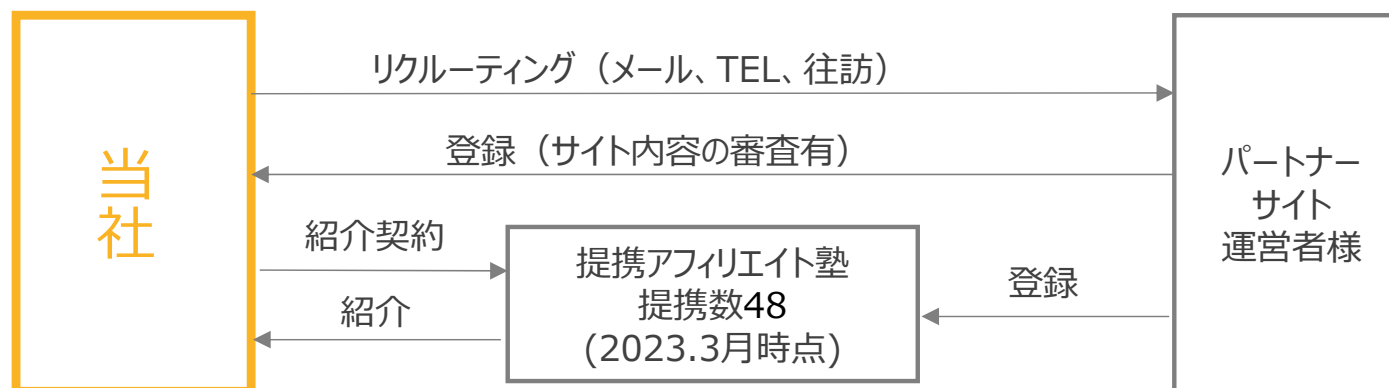 リクルーティング（メール、TEL、往訪）
登録（サイト内容の審査有）
当
社
パートナー
サイト
運営者様
紹介契約
紹介
提携アフィリエイト塾
提携数48
(2023.3月時点)
登録